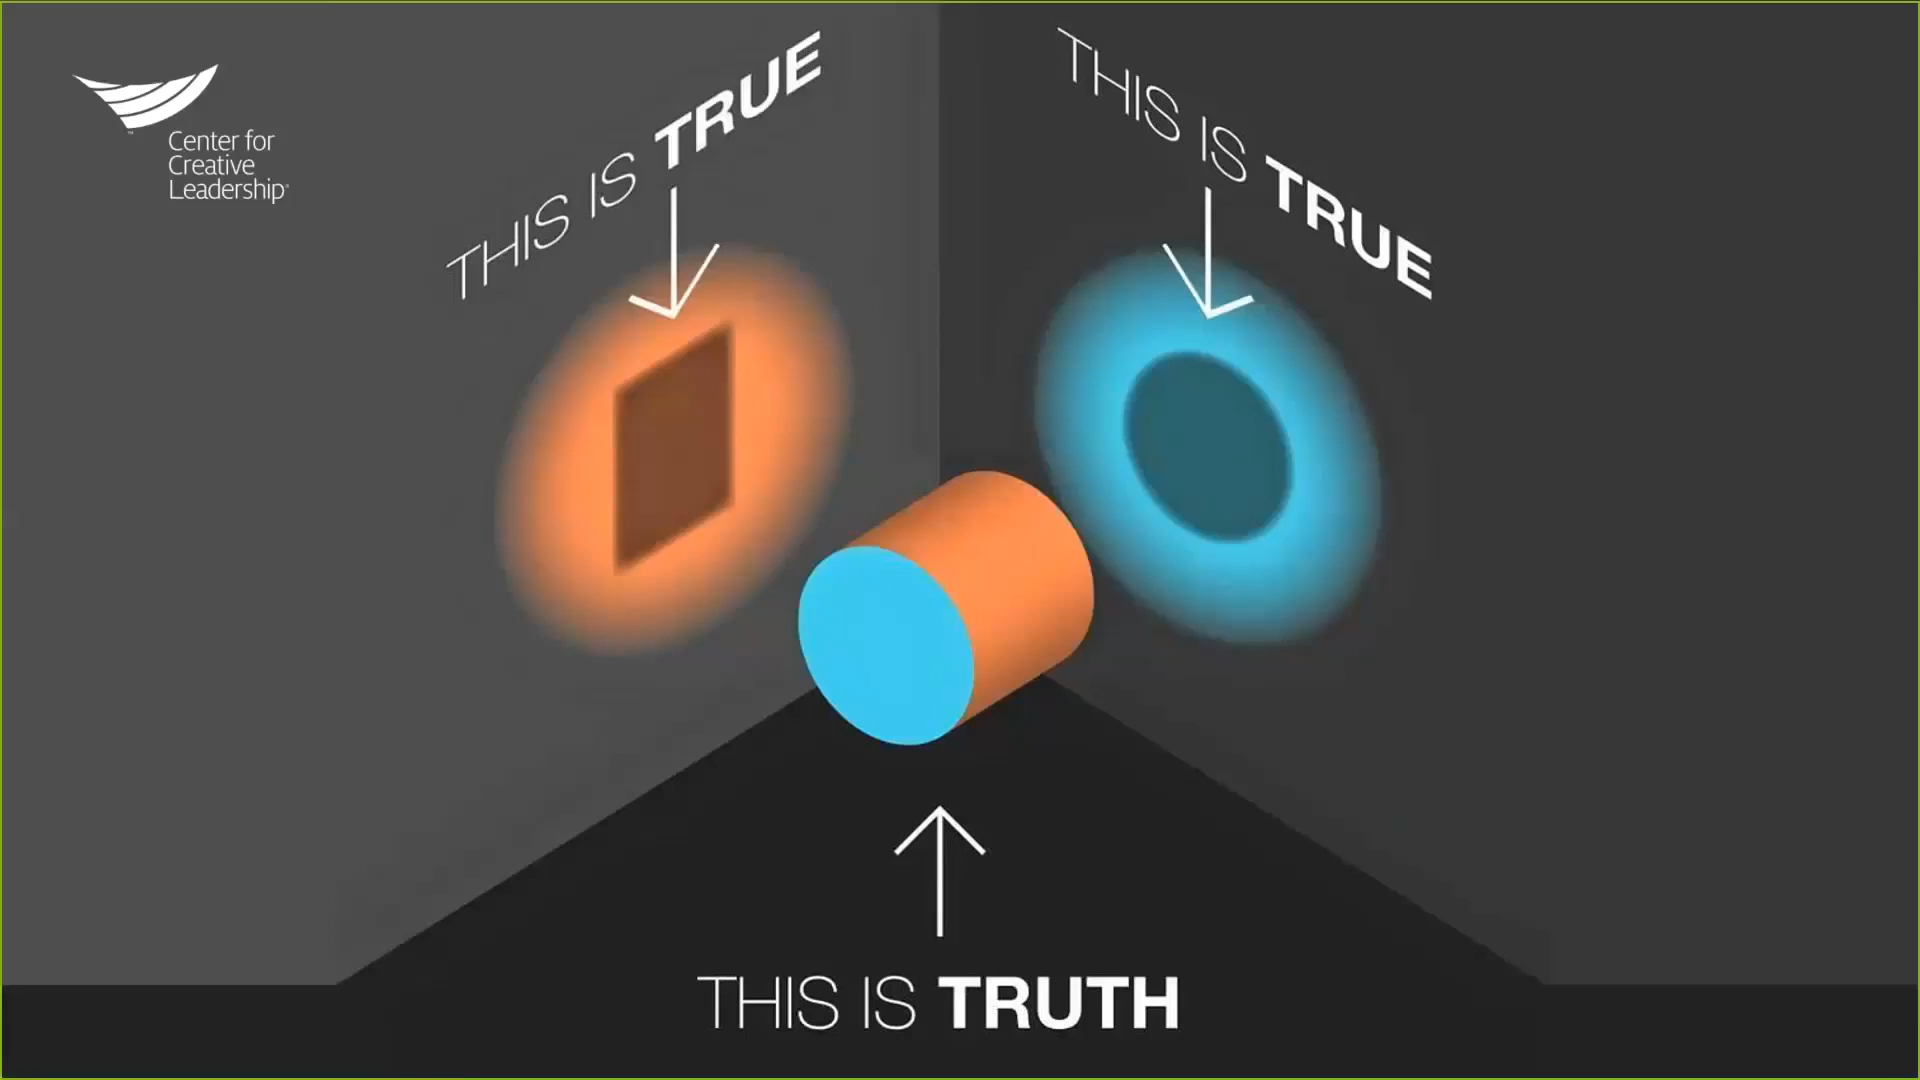 Center for
Creative
Leadership
THIS IS TRUE
THIS IS TRUE
THIS IS TRUTH